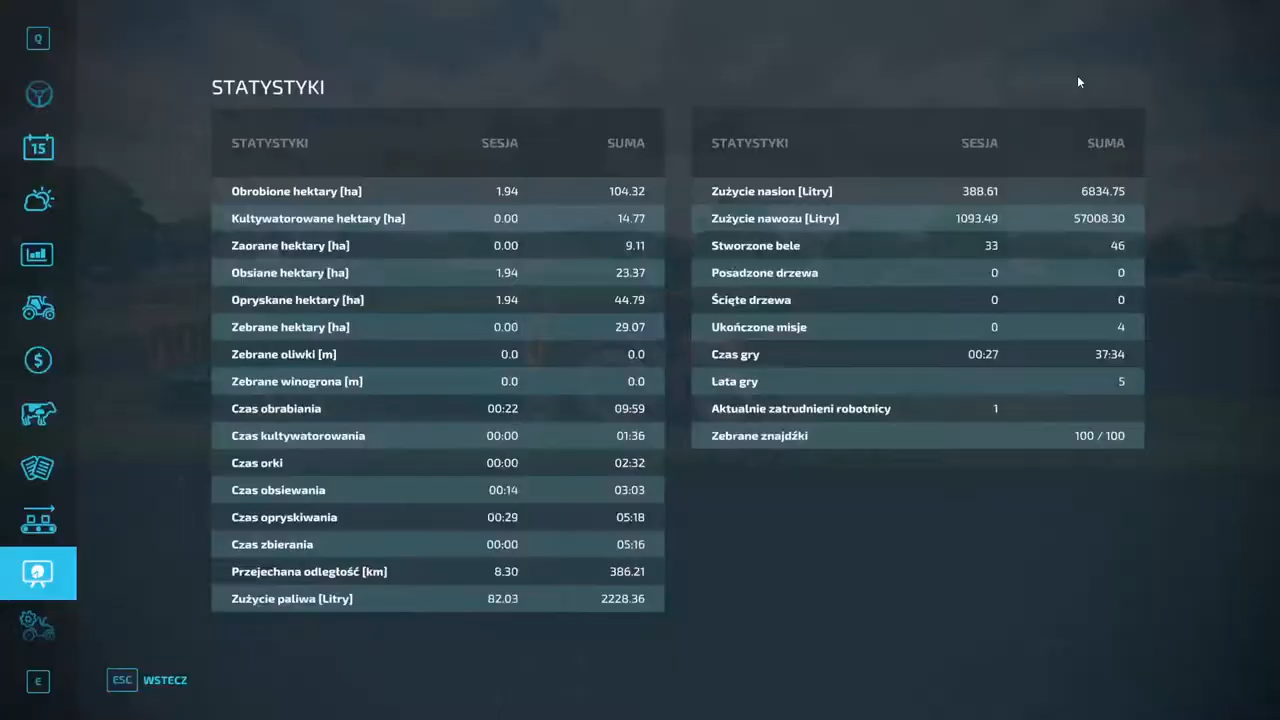 Q
STATYSTYKI
15
STATYSTYKI SESJA SUMA
Obrobione hektary [ha] 1.94 104.32
Kultywatorowane hektary [ha] 0.00 14.77
Zaorane hektary [ha] 0.00 9.11
Obsiane hektary [ha] 1.94 23.37
Opryskane hektary [ha] 1.94 44.79
Zebrane hektary [ha] 0.00 29.07
Zebrane oliwki [m] 0.0 0.0
Zebrane winogrona [m] 0.0 0.0
Czas obrabiania 00:22 09:59
Czas kultywatorowania 00:00 01:36
Czas orki 00:00 02:32
Czas obsiewania 00:14 03:03
Czas opryskiwania 00:29 05:18
Czas zbierania 00:00 05:16
Przejechana odległość [km] 8.30 386.21
Zużycie paliwa [Litry] 82.03 2228.36
STATYSTYKI SESJA SUMA
Zużycie nasion [Litry] 388.61 6834.75
Zużycie nawozu [Litry] 1093.49 57008.30
Stworzone bele 33 46
Posadzone drzewa 0 0
Ścięte drzewa 0 0
Ukończone misje 0 4
Czas gry 00:27 37:34
Lata gry 5
Aktualnie zatrudnieni robotnicy 1
Zebrane znajdźki 100 / 100
$
E
ESC WSTECZ